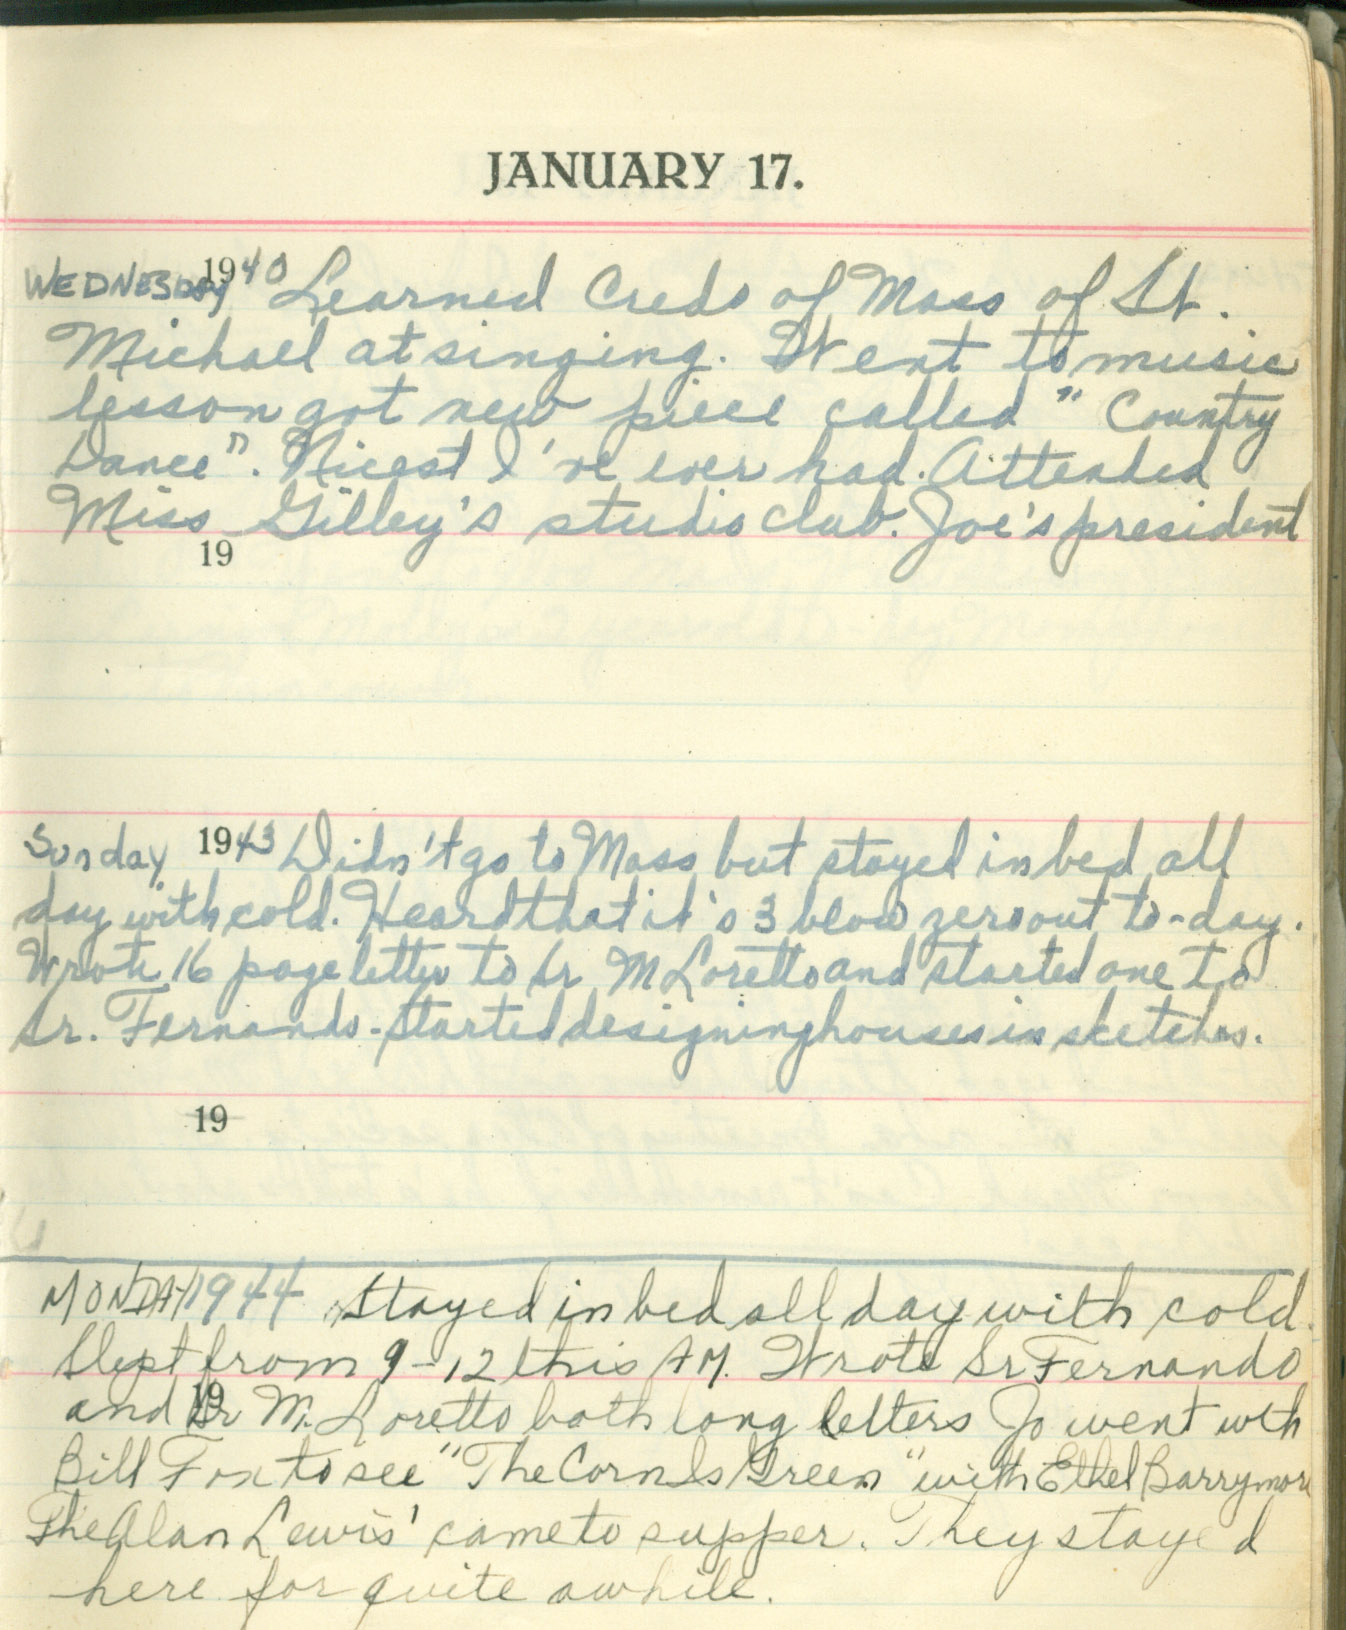 JANUARY 17.
WEDNESDAY 1940 Learned Credo of Mass of St.
Michael at singing. Went to music
lesson got new piece called "Country
Dance". Nicest I've ever had. Attended
Miss Gilley's studio club. Joe's president
19
Sunday 1943 Didn't go to Mass but stayed in bed all
day with cold. Heard that it's 3 blow zero out to-day.
Wrote 16 page letter to Sr M Loretto and started one to
Sr. Fernando. Started designing houses in sketches.
19
MONDAY 1944 Stayed in bed all day with cold.
Slept from 9-12 this AM. Wrote Sr Fernando
19
and Sr M. Loretto both long letters Jo went with
Bill Fox to see "The Corn Is Green" with Ethel Barrymore
The Alan Lewis' came to supper. They stayed
here for quite awhile.